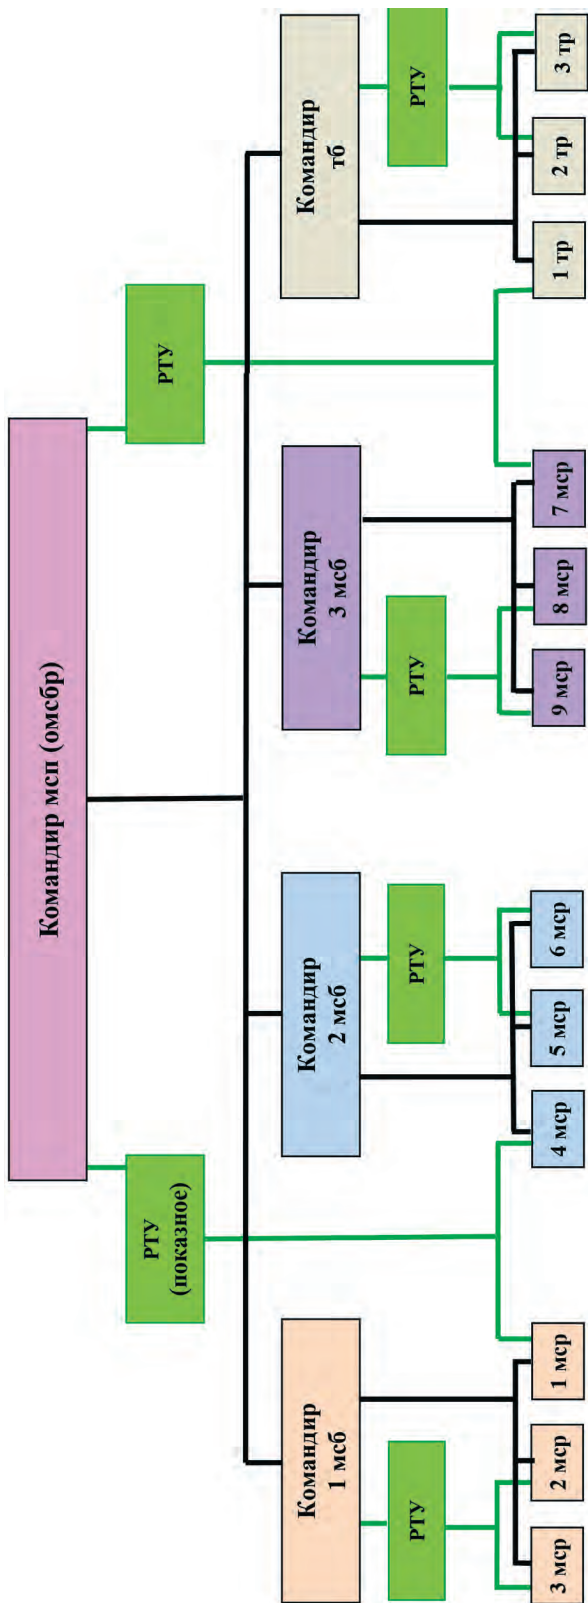 Командир мсп (омсбр)
РТУ
(показное)
РТУ
Командир
1 мсб
Командир
2 мсб
Командир
3 мсб
Командир
тб
РТУ
РТУ
РТУ
РТУ
3 мср
2 мср
1 мср
4 мср
5 мср
6 мср
9 мср
8 мср
7 мср
1 тр
2 тр
3 тр